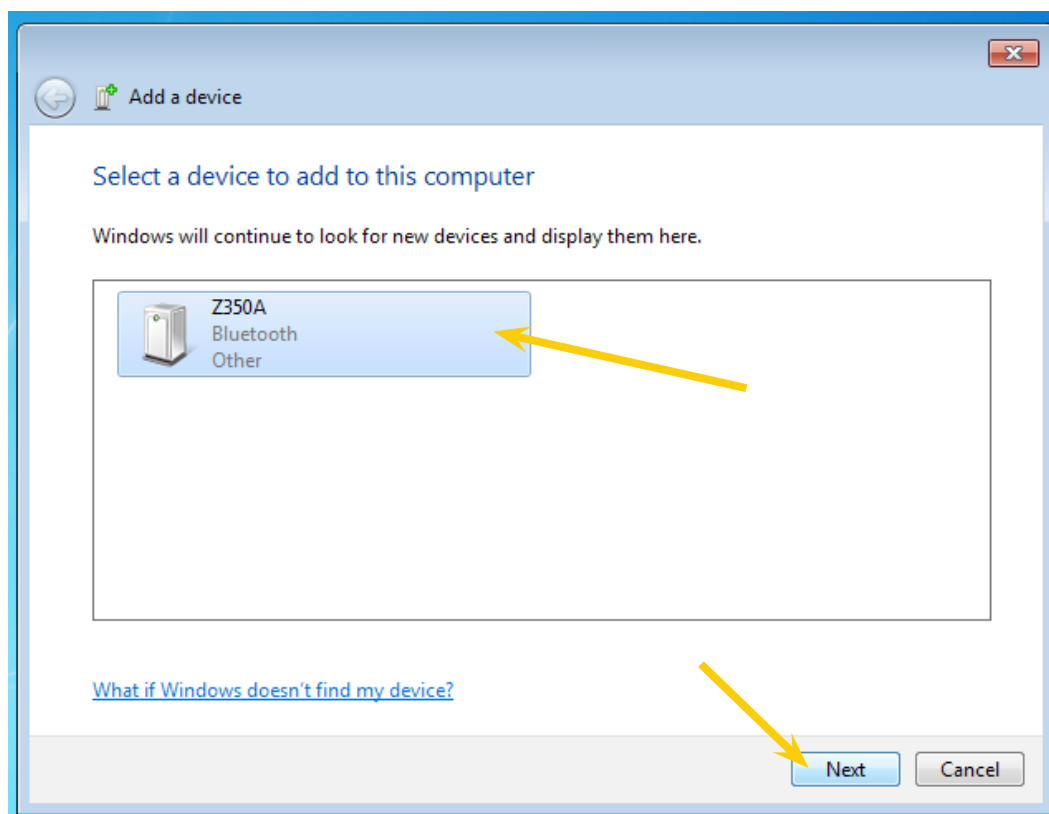 Add a device
Select a device to add to this computer
Windows will continue to look for new devices and display them here.
Z350A
Bluetooth
Other
What if Windows doesn't find my device?
Next
Cancel